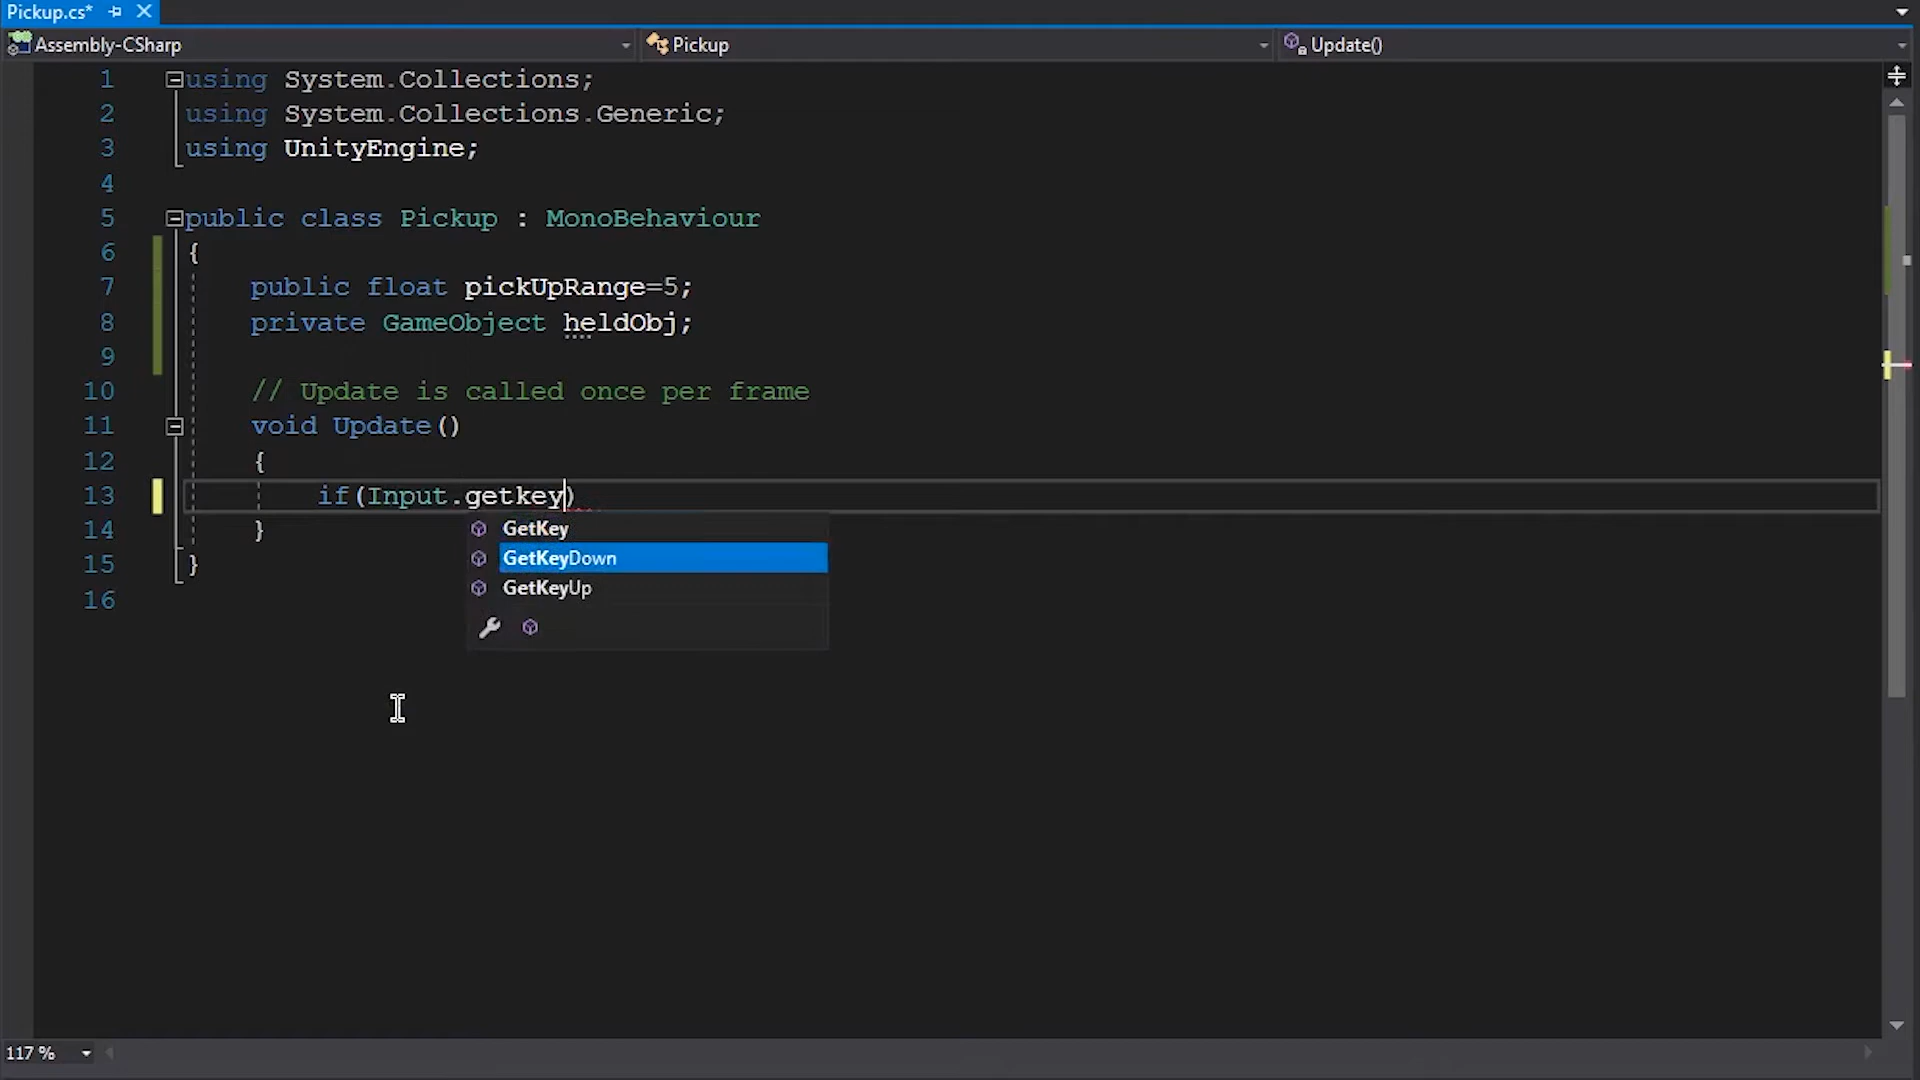 Pickup.cs*
Assembly-CSharp Pickup Update()
1 using System.Collections;
2 using System.Collections.Generic;
3 using UnityEngine;
4
5 public class Pickup : MonoBehaviour
6 {
7 public float pickUpRange=5;
8 private GameObject heldObj;
9
10 // Update is called once per frame
11 void Update()
12 {
13 if(Input.getkey)
GetKey
GetKeyDown
GetKeyUp
14 }
15 }
16
117 %